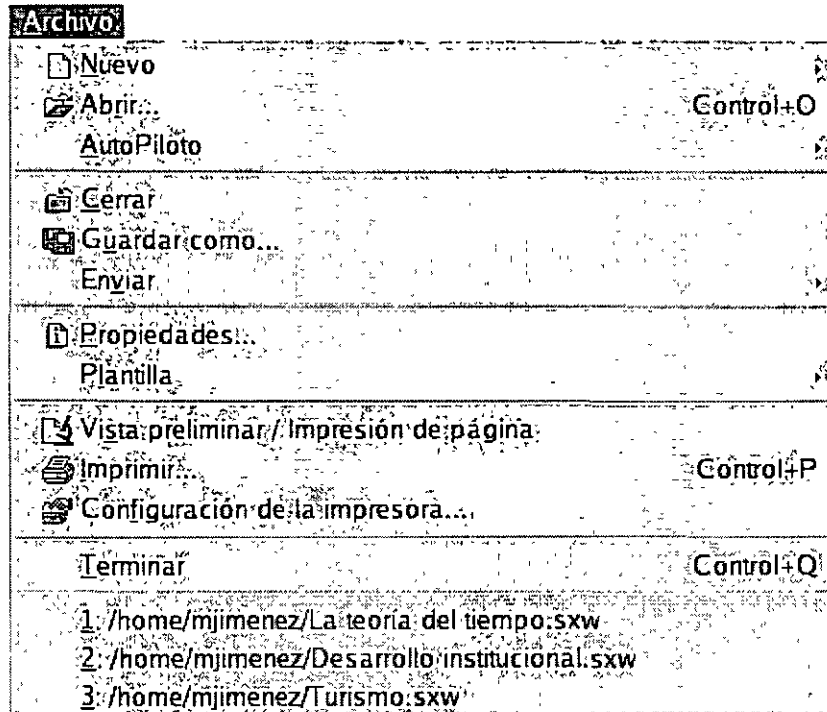 Archivo
Nuevo
Abrir... Control+O
AutoPiloto
Cerrar
Guardar como...
Enviar
Propiedades...
Plantilla
Vista preliminar / Impresión de página
Imprimir... Control+P
Configuración de la impresora...
Terminar Control+Q
1: /home/mjimenez/La teoría del tiempo.sxw
2: /home/mjimenez/Desarrollo institucional.sxw
3: /home/mjimenez/Turismo.sxw